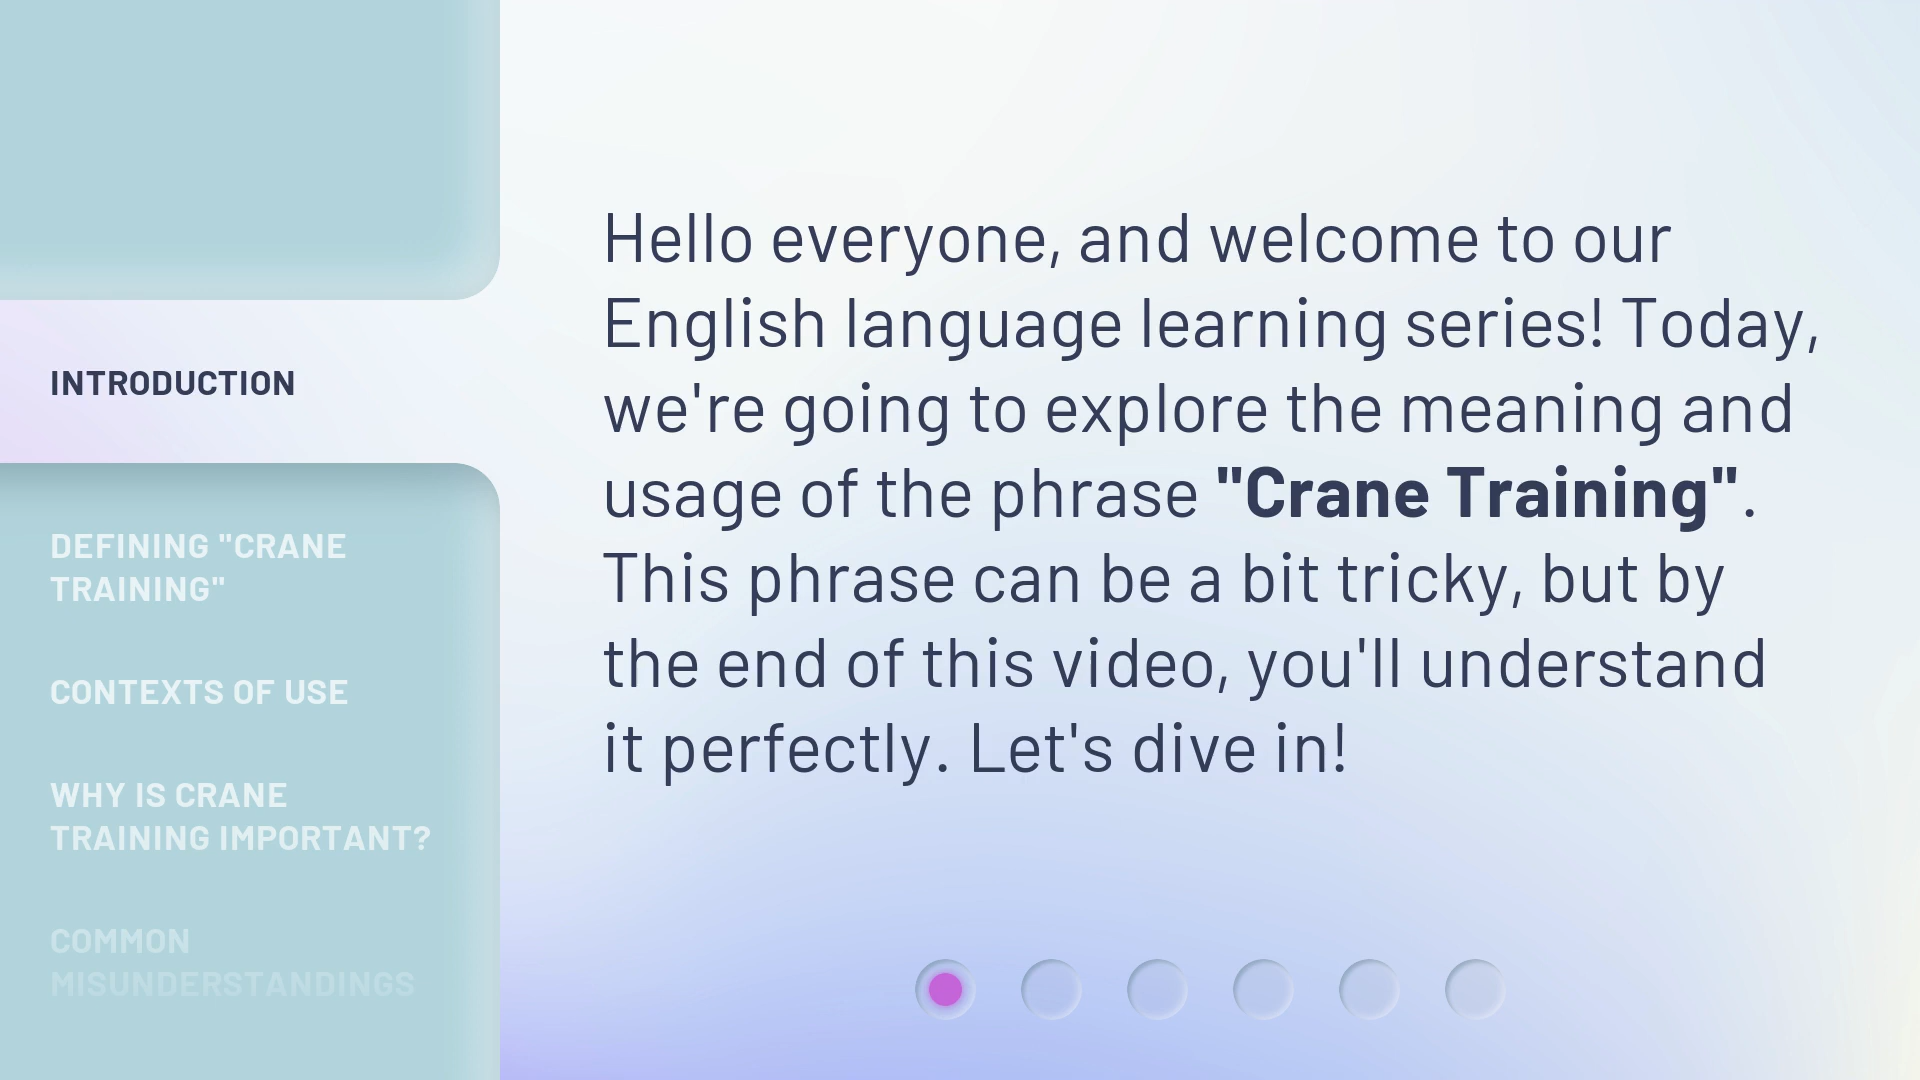 INTRODUCTION
DEFINING "CRANE
TRAINING"
CONTEXTS OF USE
WHY IS CRANE
TRAINING IMPORTANT?
COMMON
MISUNDERSTANDINGS
Hello everyone, and welcome to our
English language learning series! Today,
we're going to explore the meaning and
usage of the phrase "Crane Training".
This phrase can be a bit tricky, but by
the end of this video, you'll understand
it perfectly. Let's dive in!